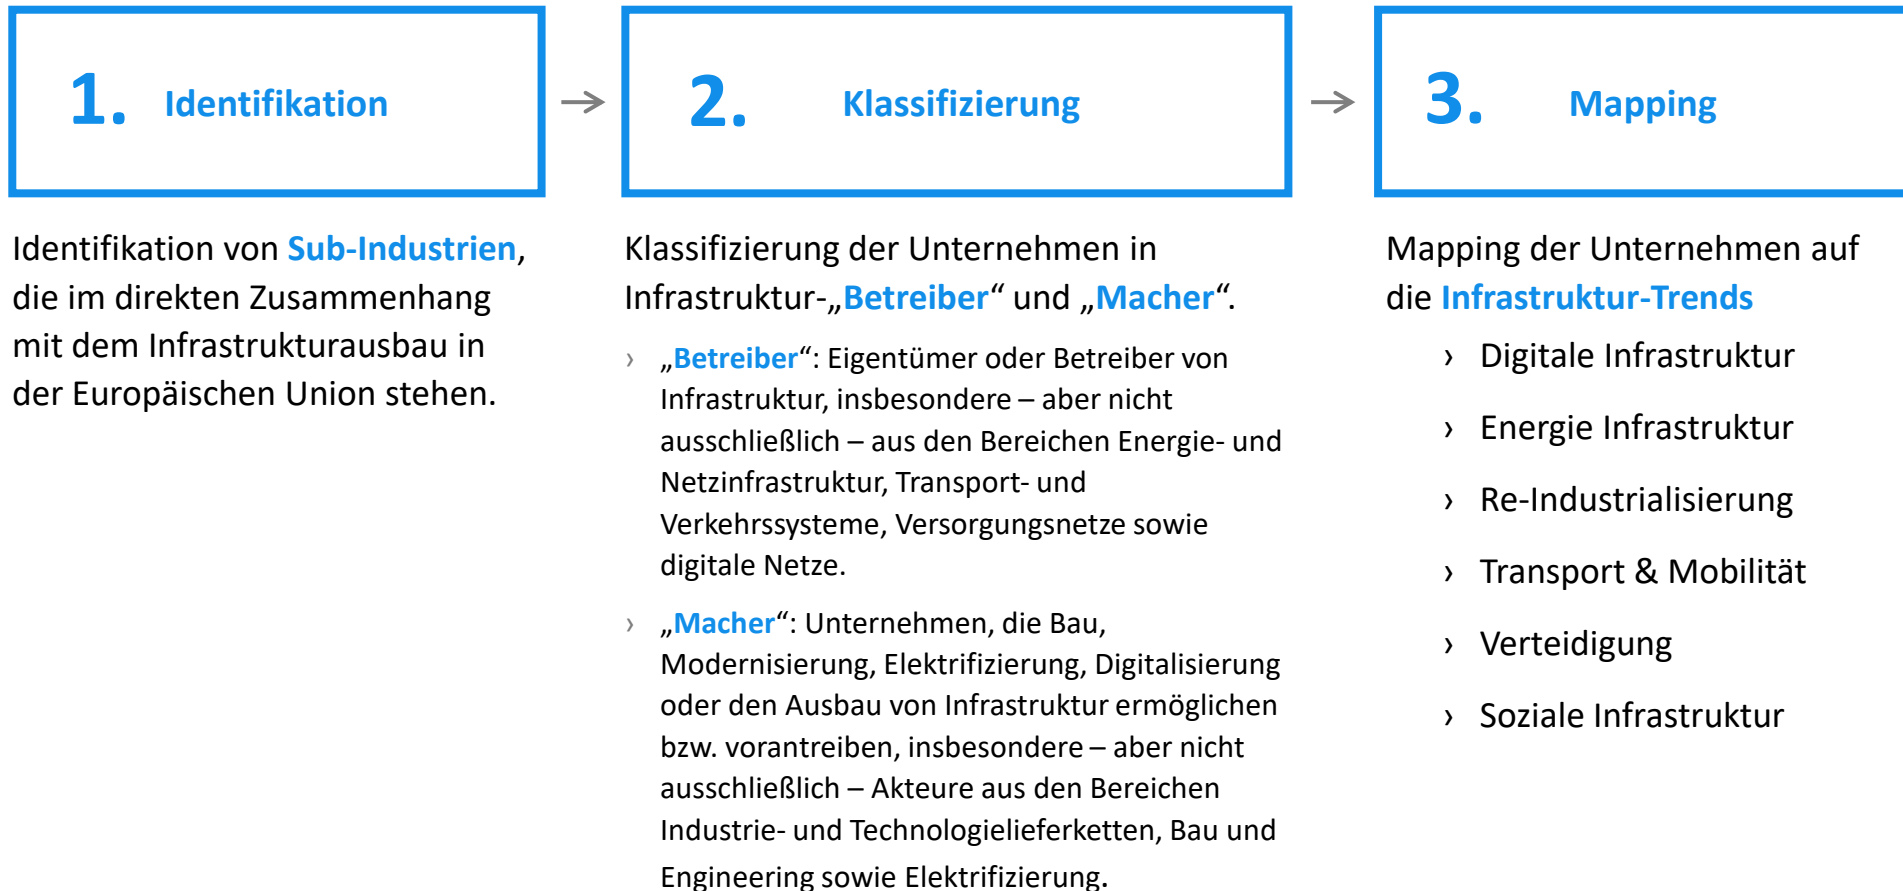 1. Identifikation
Identifikation von Sub-Industrien,
die im direkten Zusammenhang
mit dem Infrastrukturausbau in
der Europäischen Union stehen.
2. Klassifizierung
Klassifizierung der Unternehmen in
Infrastruktur-„Betreiber“ und „Macher“.
› „Betreiber“: Eigentümer oder Betreiber von
Infrastruktur, insbesondere – aber nicht
ausschließlich – aus den Bereichen Energie- und
Netzinfrastruktur, Transport- und
Verkehrssysteme, Versorgungsnetze sowie
digitale Netze.
› „Macher“: Unternehmen, die Bau,
Modernisierung, Elektrifizierung, Digitalisierung
oder den Ausbau von Infrastruktur ermöglichen
bzw. vorantreiben, insbesondere – aber nicht
ausschließlich – Akteure aus den Bereichen
Industrie- und Technologielieferketten, Bau und
Engineering sowie Elektrifizierung.
3. Mapping
Mapping der Unternehmen auf
die Infrastruktur-Trends
› Digitale Infrastruktur
› Energie Infrastruktur
› Re-Industrialisierung
› Transport & Mobilität
› Verteidigung
› Soziale Infrastruktur